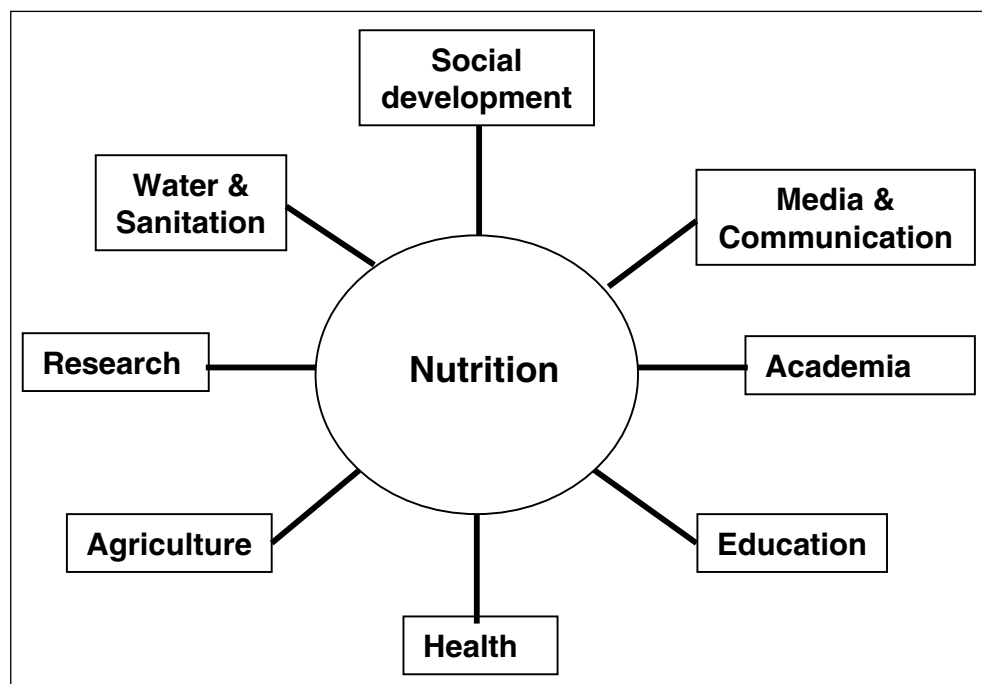 Social
development
Water &
Sanitation
Media &
Communication
Research
Nutrition
Academia
Agriculture
Education
Health